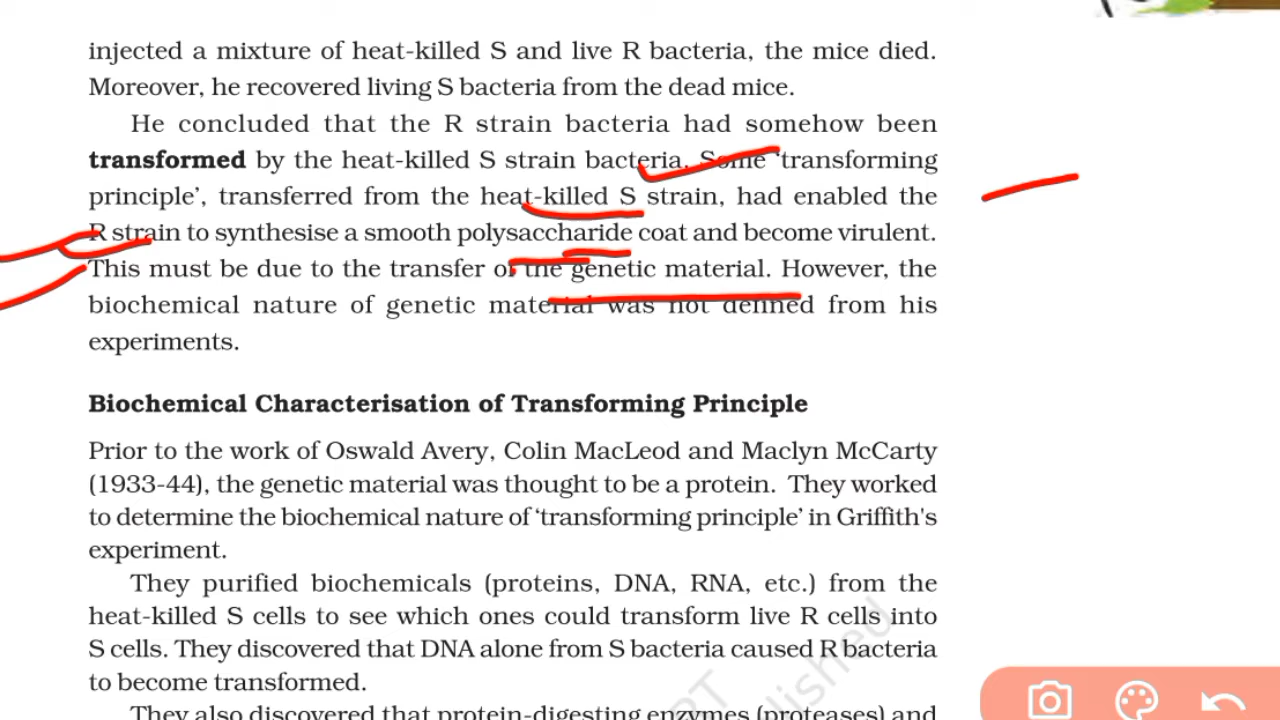 injected a mixture of heat-killed S and live R bacteria, the mice died.
Moreover, he recovered living S bacteria from the dead mice.
He concluded that the R strain bacteria had somehow been
transformed by the heat-killed S strain bacteria. Some ‘transforming
principle’, transferred from the heat-killed S strain, had enabled the
R strain to synthesise a smooth polysaccharide coat and become virulent.
This must be due to the transfer of the genetic material. However, the
biochemical nature of genetic material was not defined from his
experiments.
Biochemical Characterisation of Transforming Principle
Prior to the work of Oswald Avery, Colin MacLeod and Maclyn McCarty
(1933-44), the genetic material was thought to be a protein. They worked
to determine the biochemical nature of ‘transforming principle’ in Griffith's
experiment.
They purified biochemicals (proteins, DNA, RNA, etc.) from the
heat-killed S cells to see which ones could transform live R cells into
S cells. They discovered that DNA alone from S bacteria caused R bacteria
to become transformed.
They also discovered that protein-digesting enzymes (proteases) and